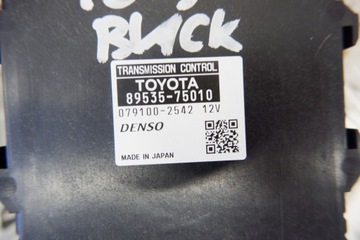 BLACK
TRANSMISSION CONTROL
TOYOTA
89535-75010
079100-2542 12V
DENSO
MADE IN JAPAN